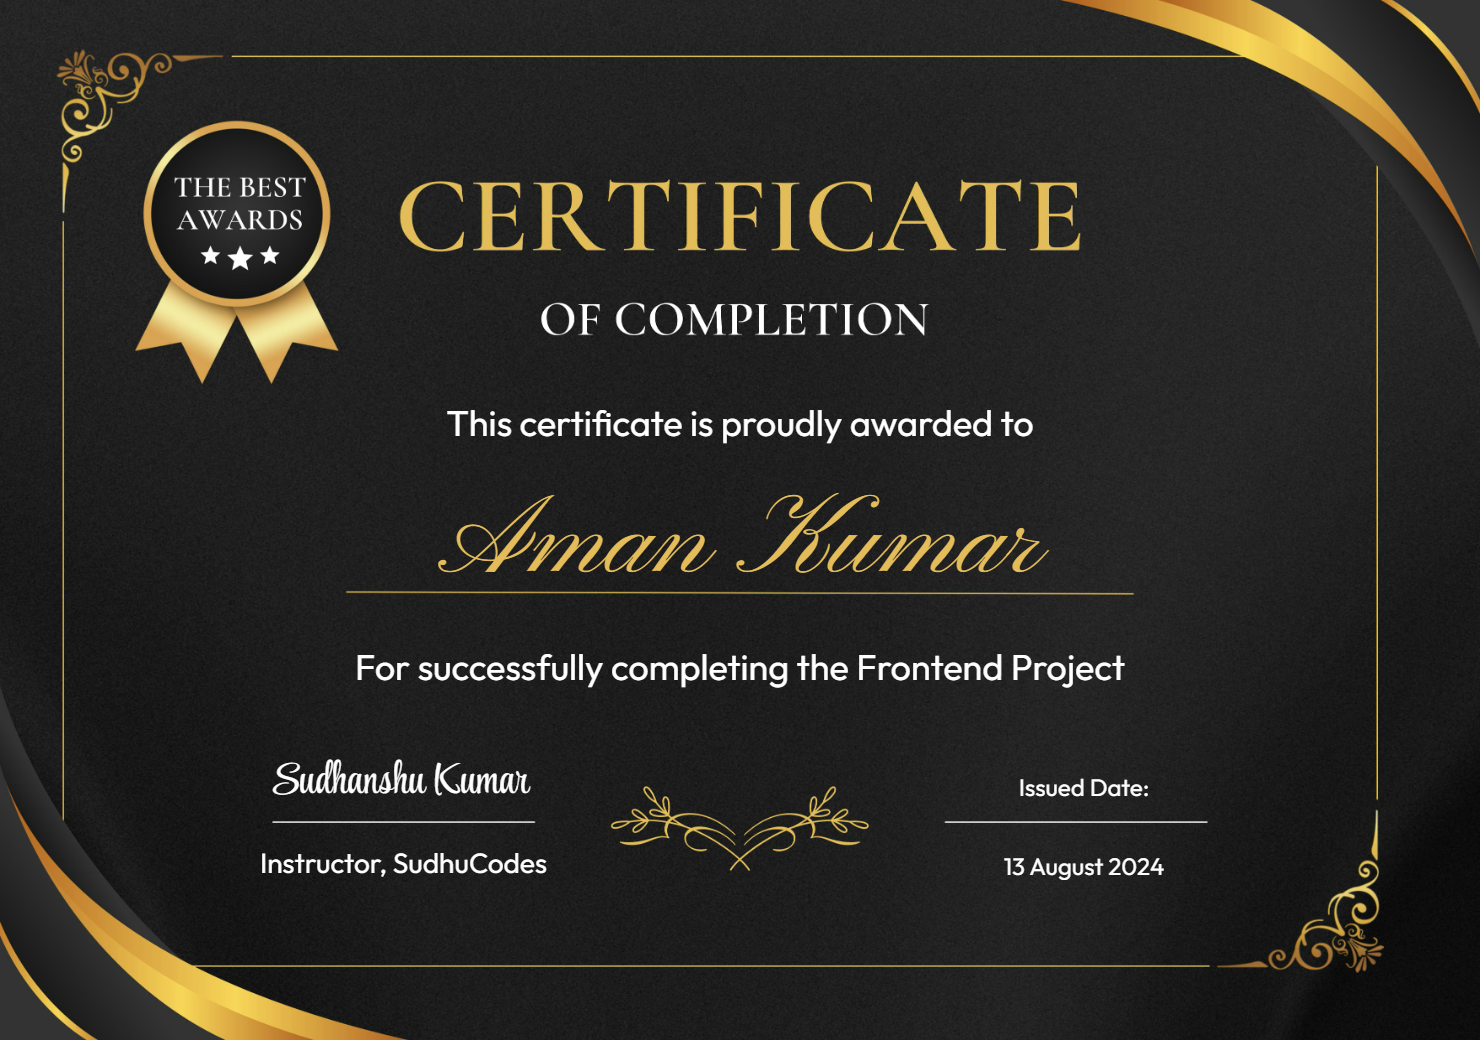 THE BEST
AWARDS
CERTIFICATE
OF COMPLETION
This certificate is proudly awarded to
Aman Kumar
For successfully completing the Frontend Project
Sudhanshu Kumar
Instructor, SudhuCodes
Issued Date:
13 August 2024